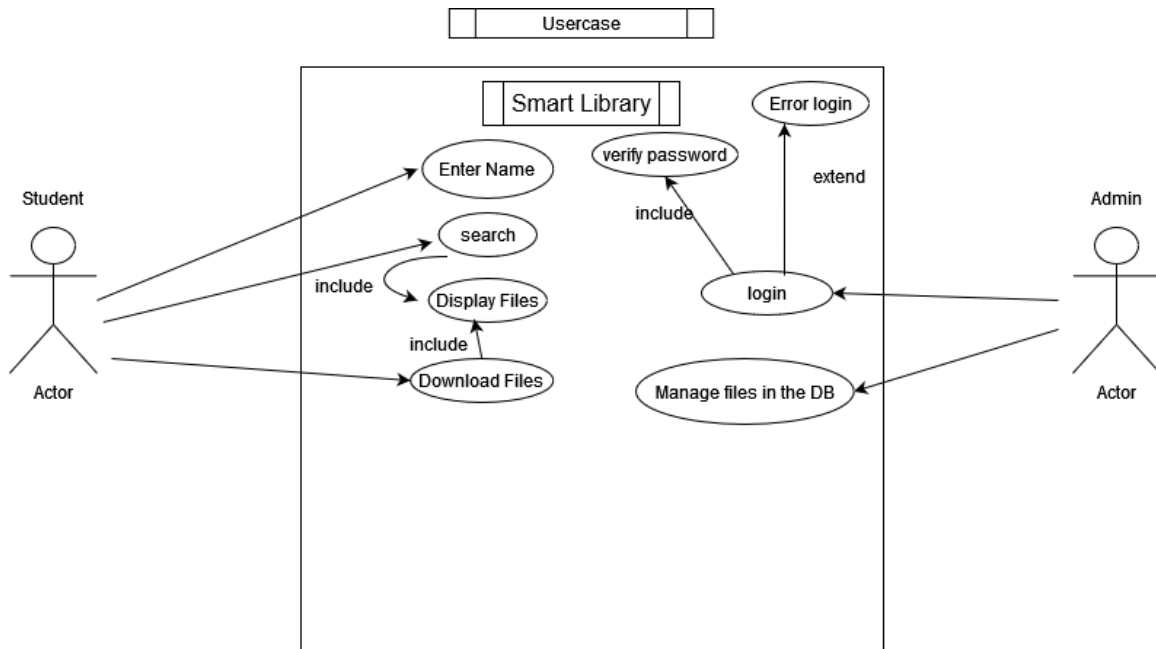 Usercase
Smart Library
Error login
verify password
Enter Name
extend
Student
Admin
include
search
include
Display Files
login
include
Download Files
Manage files in the DB
Actor
Actor